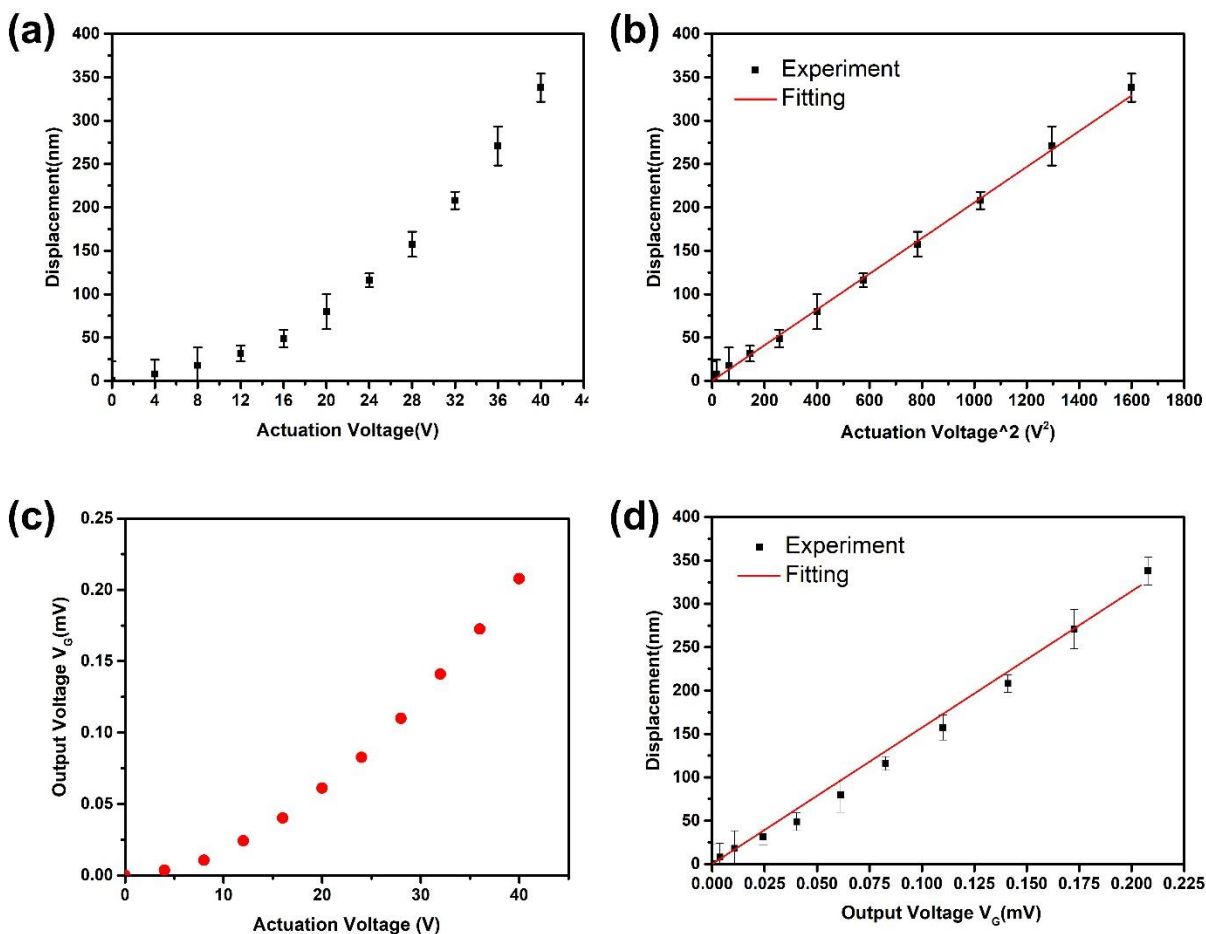 (a)
400
350
300
250
200
150
100
50
0
Displacement(nm)
0 4 8 12 16 20 24 28 32 36 40 44
Actuation Voltage(V)
(b)
Experiment
Fitting
400
350
300
250
200
150
100
50
0
Displacement(nm)
0 200 400 600 800 1000 1200 1400 1600 1800
Actuation Voltage^2 (V²)
(c)
0.25
0.20
0.15
0.10
0.05
0.00
Output Voltage V_G(mV)
0 10 20 30 40
Actuation Voltage (V)
(d)
Experiment
Fitting
400
350
300
250
200
150
100
50
0
Displacement(nm)
0.000 0.025 0.050 0.075 0.100 0.125 0.150 0.175 0.200 0.225
Output Voltage V_G(mV)